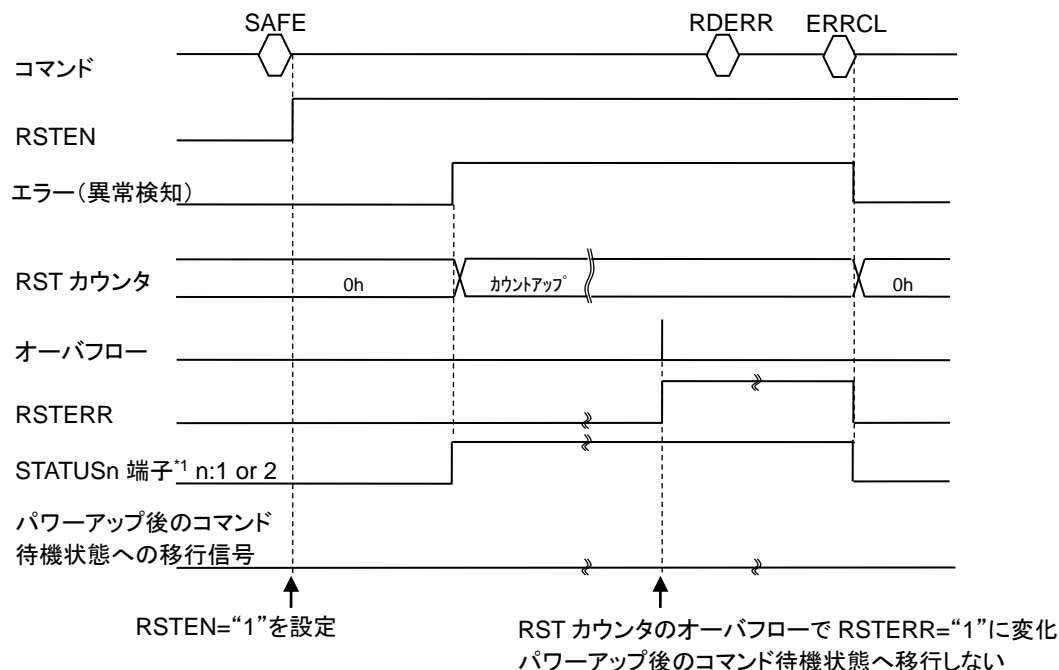 SAFE
RDERR
ERRCL
コマンド
RSTEN
エラー(異常検知)
RST カウンタ
0h
ｶｳﾝﾄｱｯﾌﾟ
0h
オーバフロー
RSTERR
STATUSn 端子*1 n:1 or 2
パワーアップ後のコマンド
待機状態への移行信号
RSTEN=“1”を設定
RST カウンタのオーバフローで RSTERR=“1”に変化
パワーアップ後のコマンド待機状態へ移行しない